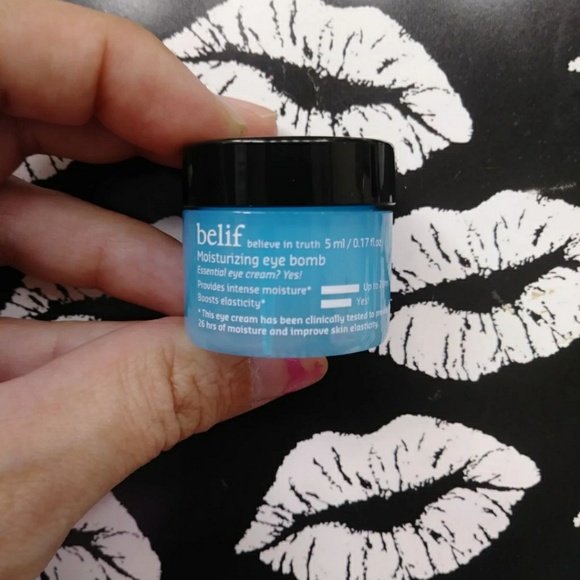 belif believe in truth 5 ml / 0.17 fl.oz
Moisturizing eye bomb
Essential eye cream? Yes!
Provides intense moisture* Up to
Boosts elasticity* Yes!
* This eye cream has been clinically tested to
26 hrs of moisture and improve skin elasticity.